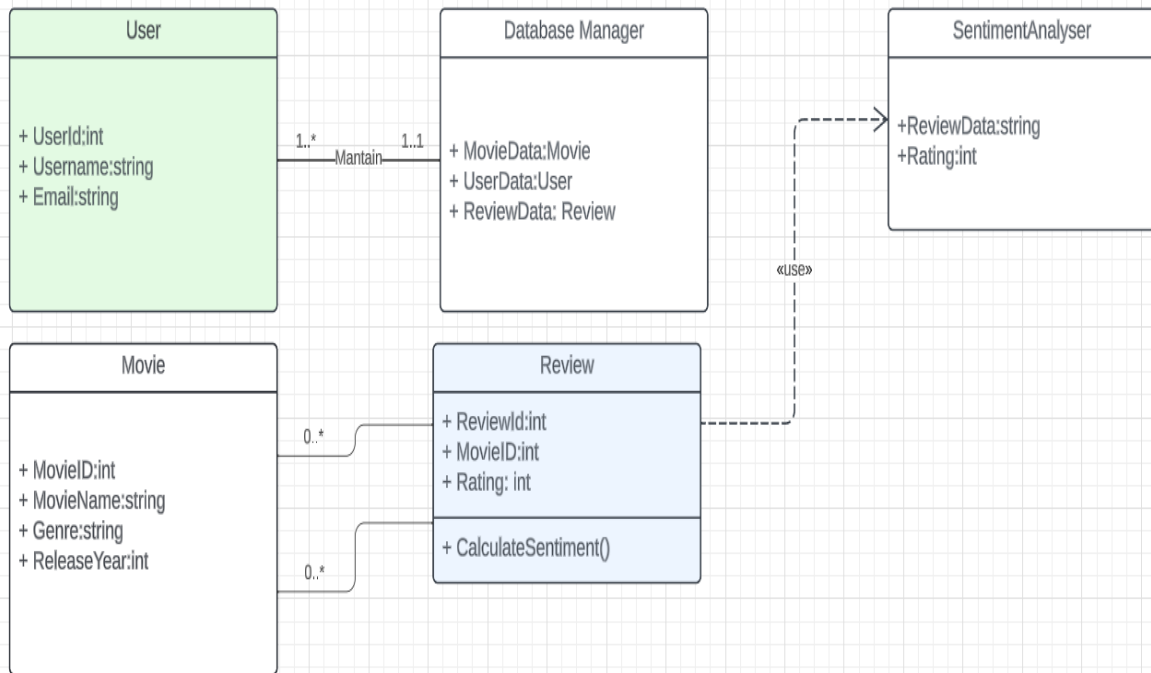 User
+ UserId:int
+ Username:string
+ Email:string
1..*
Mantain
1..1
Database Manager
+ MovieData:Movie
+ UserData:User
+ ReviewData: Review
SentimentAnalyser
+ReviewData:string
+Rating:int
«use»
Movie
+ MovieID:int
+ MovieName:string
+ Genre:string
+ ReleaseYear:int
0..*
0..*
Review
+ ReviewId:int
+ MovieID:int
+ Rating: int
+ CalculateSentiment()